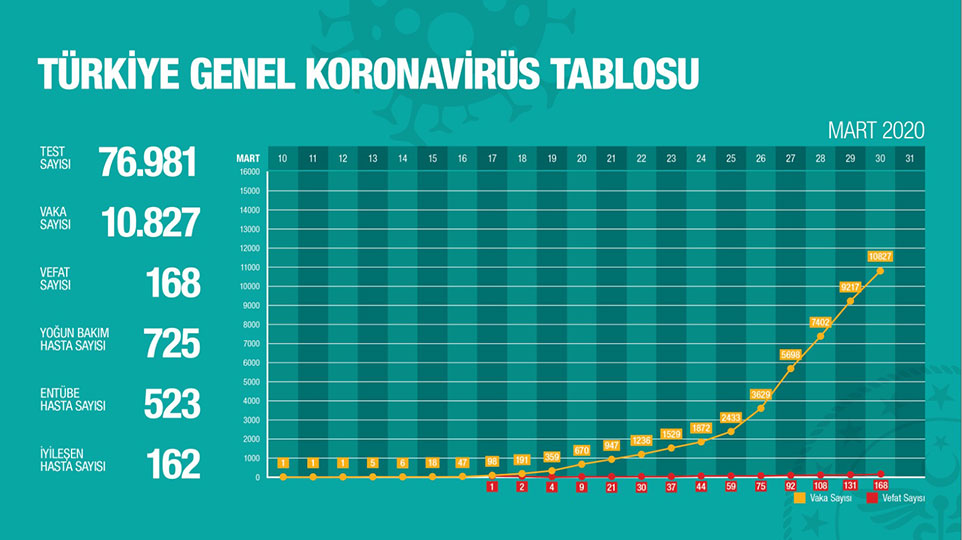 TÜRKİYE GENEL KORONAVİRÜS TABLOSU
MART 2020
TEST
SAYISI
76.981
VAKA
SAYISI
10.827
VEFAT
SAYISI
168
YOĞUN BAKIM
HASTA SAYISI
725
ENTÜBE
HASTA SAYISI
523
İYİLEŞEN
HASTA SAYISI
162
MART 10 11 12 13 14 15 16 17 18 19 20 21 22 23 24 25 26 27 28 29 30 31
16000
15000
14000
13000
12000
11000
10000
9000
8000
7000
6000
5000
4000
3000
2000
1000
0
1 1 1 5 6 18 47 98 191 359 670 947 1236 1529 1872 2433 3629 5698 7402 9217 10827
1 2 4 9 21 30 37 44 59 75 92 108 131 168
Vaka Sayısı Vefat Sayısı